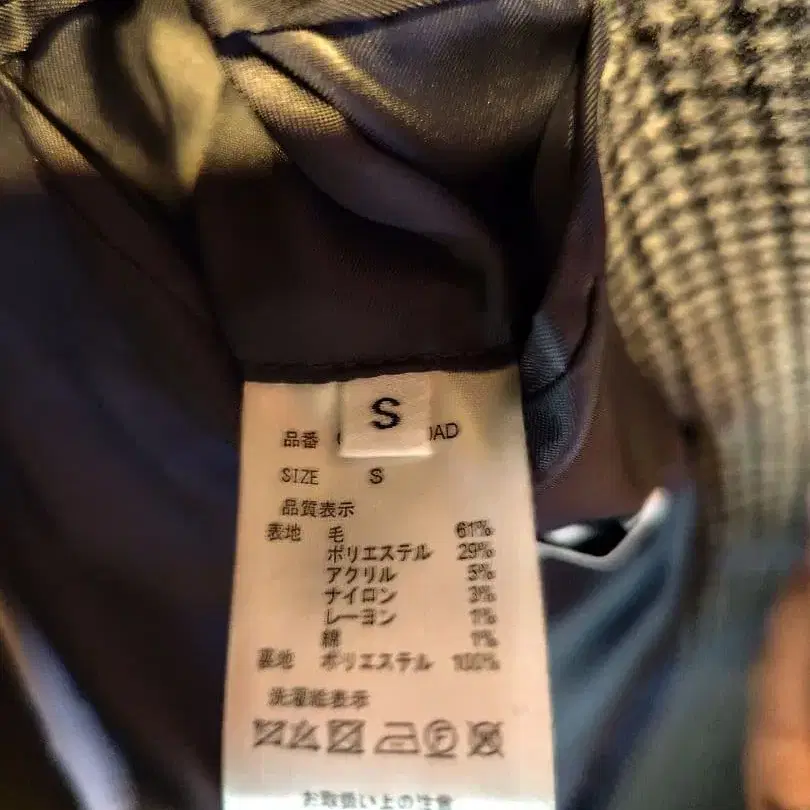 S
品番 ( )AD
SIZE S
品質表示
表地 毛 61%
ポリエステル 29%
アクリル 5%
ナイロン 3%
レーヨン 1%
綿 1%
裏地 ポリエステル 100%
洗濯絵表示
お取扱い上の注意